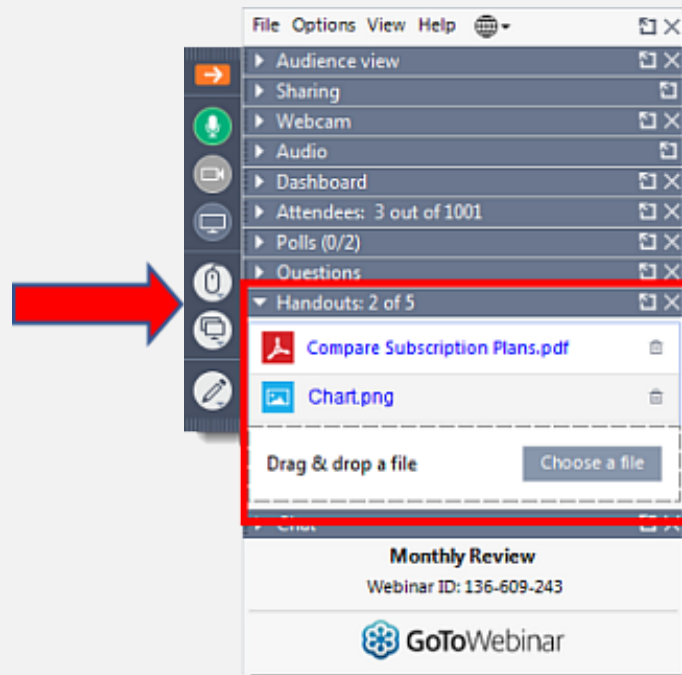 File Options View Help
Audience view
Sharing
Webcam
Audio
Dashboard
Attendees: 3 out of 1001
Polls (0/2)
Questions
Handouts: 2 of 5
Compare Subscription Plans.pdf
Chart.png
Drag & drop a file Choose a file
Chat
Monthly Review
Webinar ID: 136-609-243
GoToWebinar